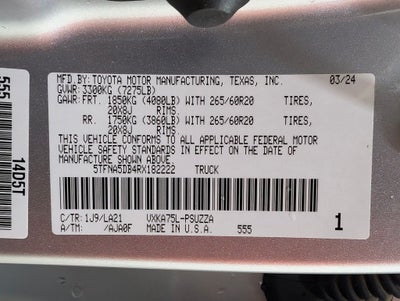 MFD.BY:TOYOTA MOTOR MANUFACTURING, TEXAS, INC. 03/24
GVWR:3300KG (7275LB)
GAWR:FRT. 1850KG (4080LB) WITH 265/60R20 TIRES,
20X8J RIMS,
RR. 1750KG (3860LB) WITH 265/60R20 TIRES,
20X8J RIMS.
THIS VEHICLE CONFORMS TO ALL APPLICABLE FEDERAL MOTOR
VEHICLE SAFETY STANDARDS IN EFFECT ON THE DATE OF
MANUFACTURE SHOWN ABOVE.
5TFNA5DB4RX182222 TRUCK
C/TR: 1J9/LA21 VXKA75L-PSUZZA
A/TM: /AJA0F MADE IN U.S.A. 555 1
555 14D5T